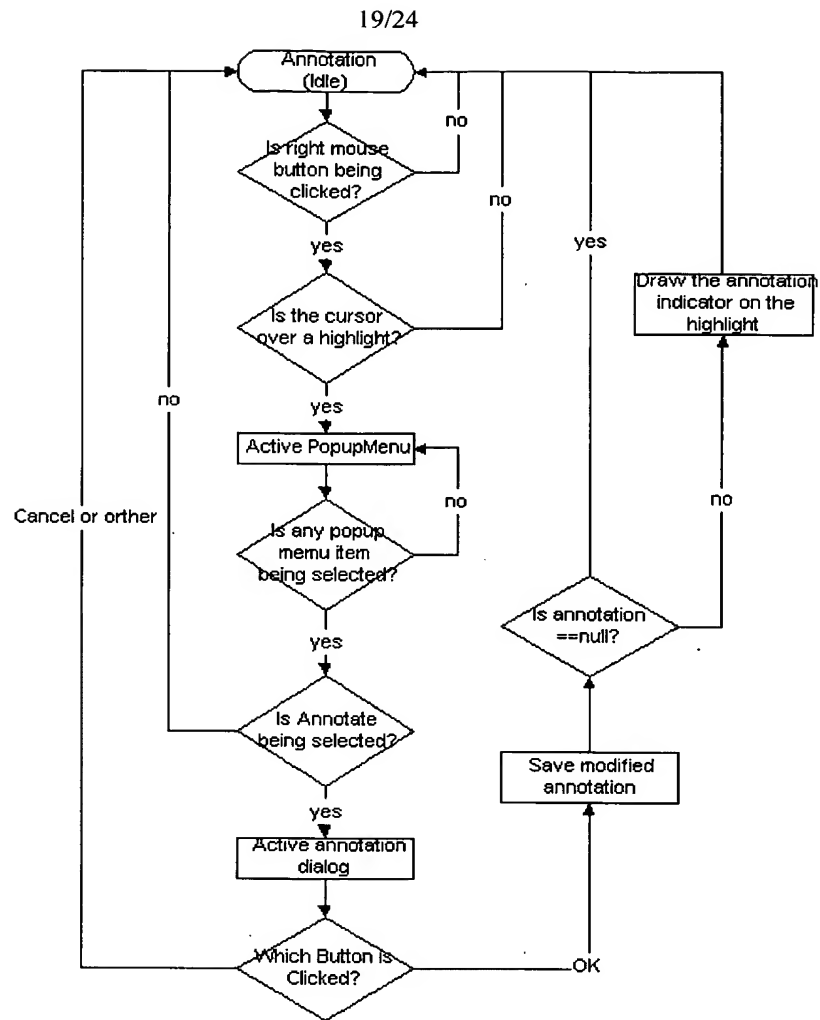 19/24
Annotation
(Idle)
no
Is right mouse
button being
clicked?
no
yes
yes
Draw the annotation
indicator on the
highlight
Is the cursor
over a highlight?
no
yes
Active PopupMenu
no
no
Cancel or orther
Is any popup
memu item
being selected?
Is annotation
==null?
yes
Is Annotate
being selected?
Save modified
annotation
yes
Active annotation
dialog
Which Button is
Clicked?
OK